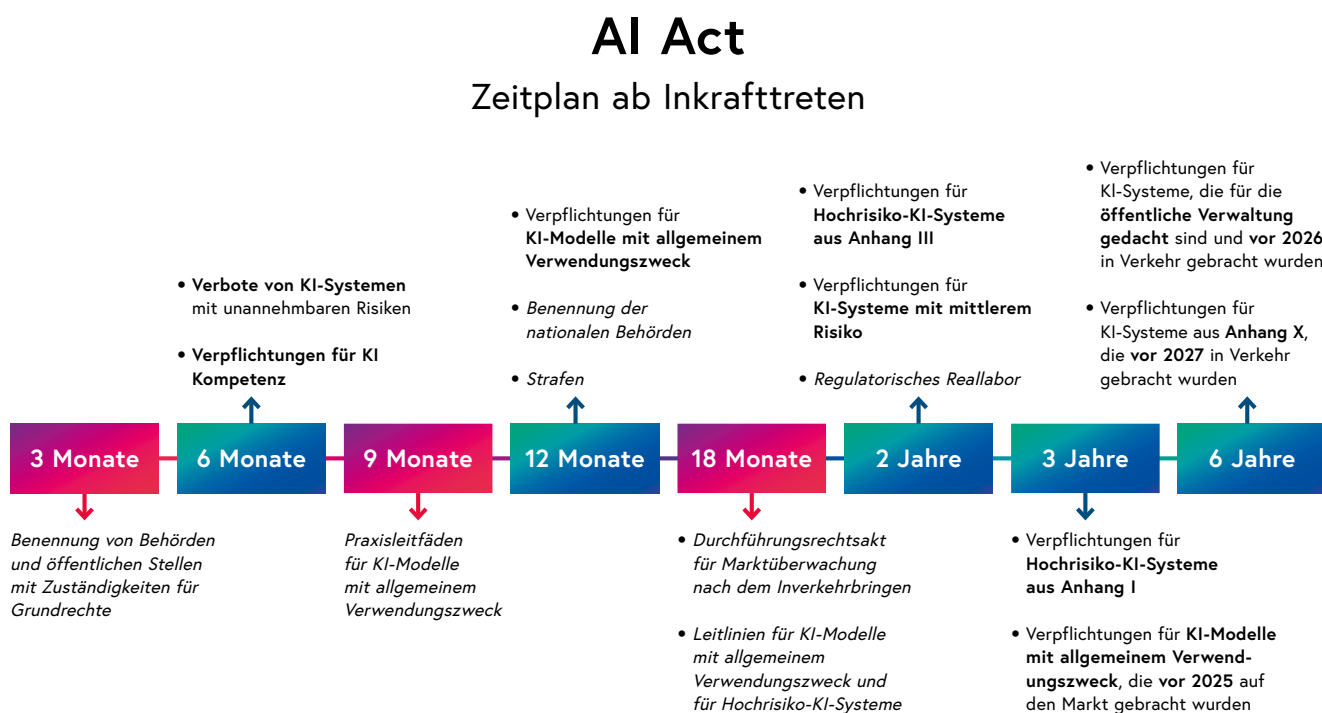 AI Act
Zeitplan ab Inkrafttreten
• Verbote von KI-Systemen
mit unannehmbaren Risiken
• Verpflichtungen für KI
Kompetenz
• Verpflichtungen für
KI-Modelle mit allgemeinem
Verwendungszweck
• Benennung der
nationalen Behörden
• Strafen
• Verpflichtungen für
Hochrisiko-KI-Systeme
aus Anhang III
• Verpflichtungen für
KI-Systeme mit mittlerem
Risiko
• Regulatorisches Reallabor
• Verpflichtungen für
KI-Systeme, die für die
öffentliche Verwaltung
gedacht sind und vor 2026
in Verkehr gebracht wurden
• Verpflichtungen für
KI-Systeme aus Anhang X,
die vor 2027 in Verkehr
gebracht wurden
3 Monate
6 Monate
9 Monate
12 Monate
18 Monate
2 Jahre
3 Jahre
6 Jahre
Benennung von Behörden
und öffentlichen Stellen
mit Zuständigkeiten für
Grundrechte
Praxisleitfäden
für KI-Modelle
mit allgemeinem
Verwendungszweck
• Durchführungsrechtsakt
für Marktüberwachung
nach dem Inverkehrbringen
• Leitlinien für KI-Modelle
mit allgemeinem
Verwendungszweck und
für Hochrisiko-KI-Systeme
• Verpflichtungen für
Hochrisiko-KI-Systeme
aus Anhang I
• Verpflichtungen für KI-Modelle
mit allgemeinem Verwend-
ungszweck, die vor 2025 auf
den Markt gebracht wurden